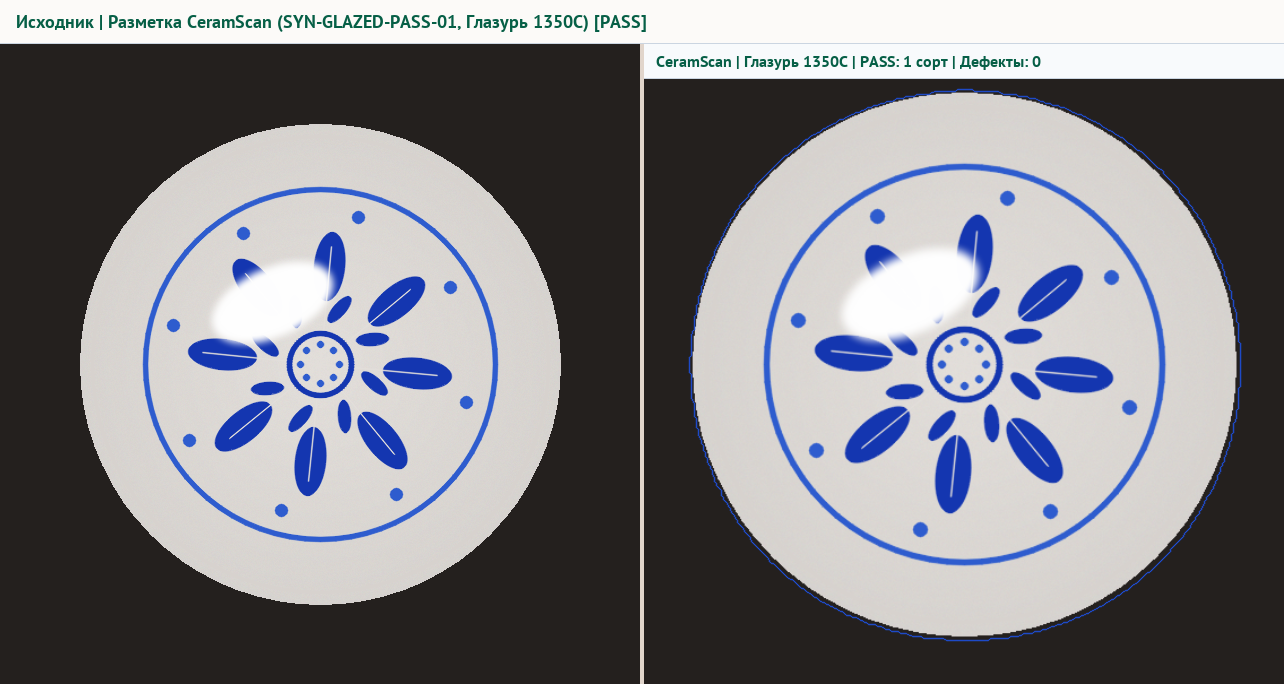 Исходник | Разметка CeramScan (SYN-GLAZED-PASS-01, Глазурь 1350C) [PASS]
CeramScan | Глазурь 1350C | PASS: 1 сорт | Дефекты: 0